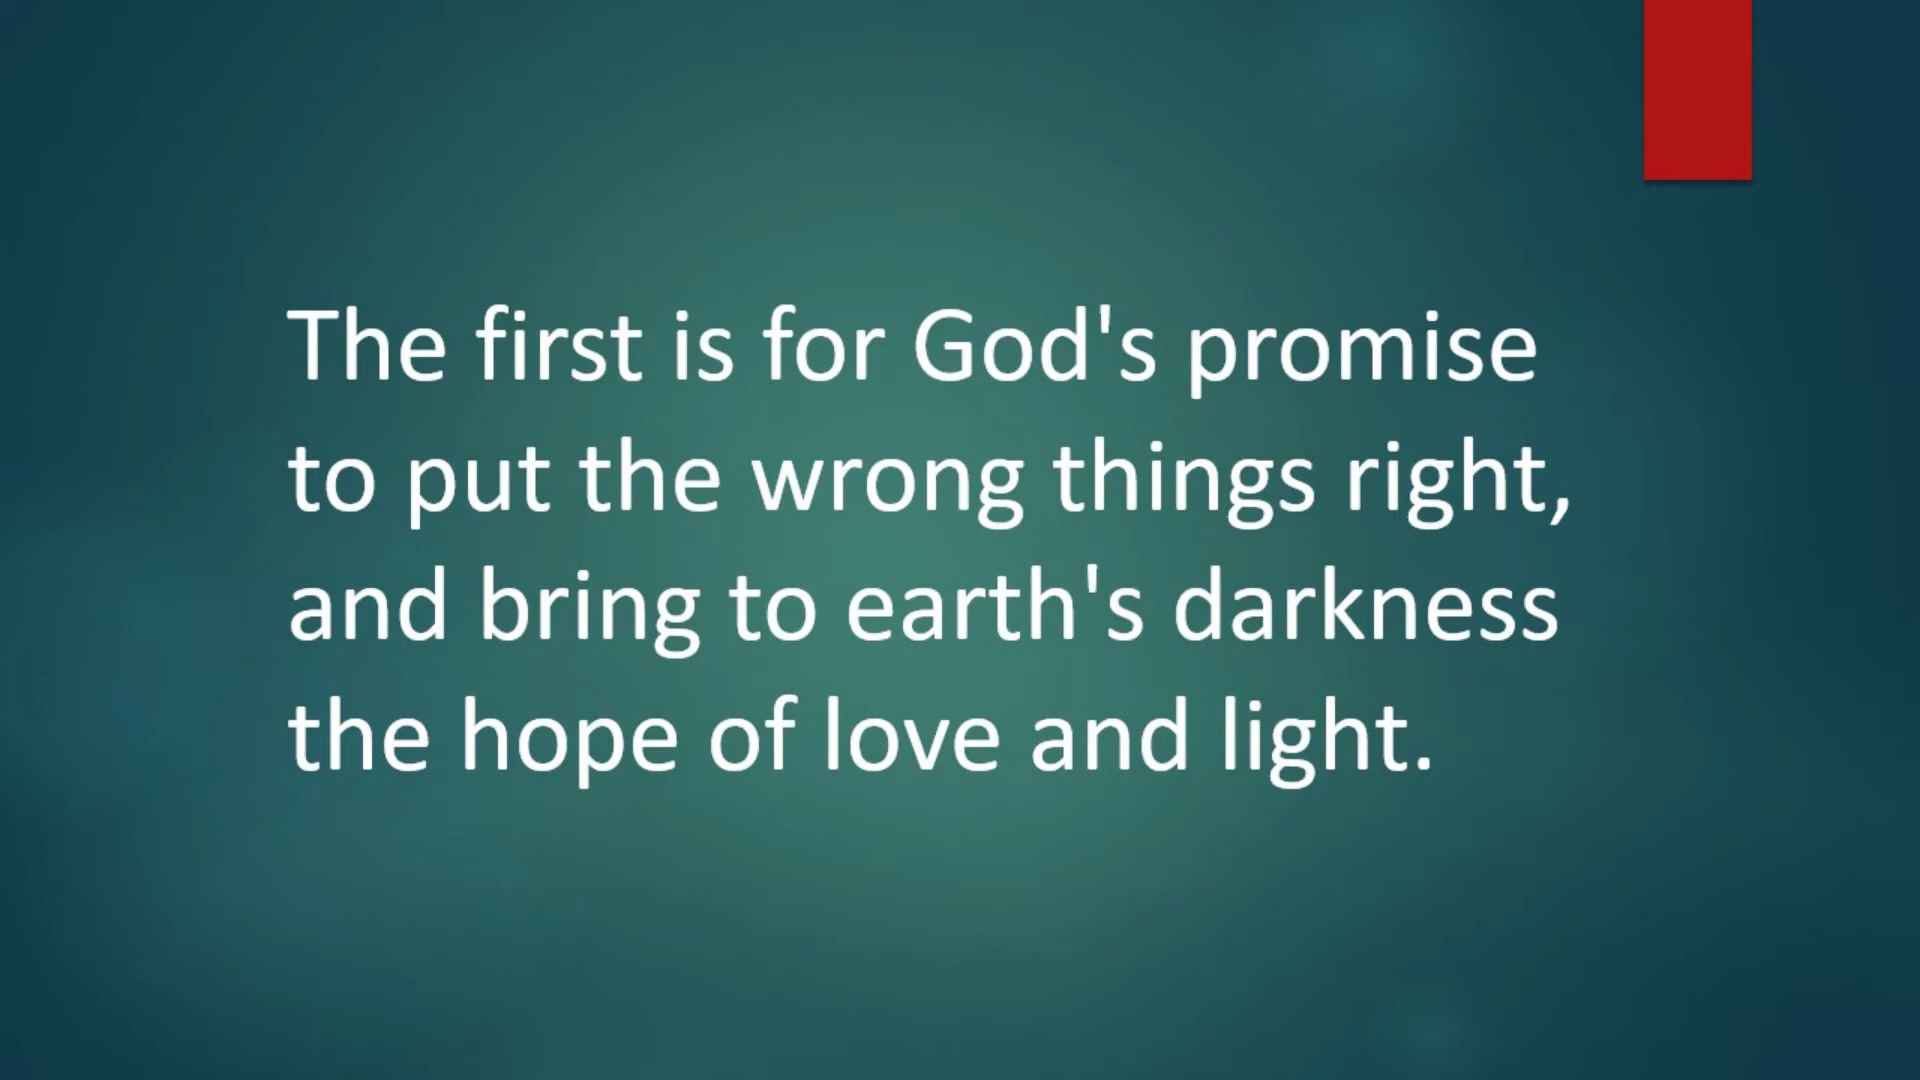 The first is for God's promise
to put the wrong things right,
and bring to earth's darkness
the hope of love and light.